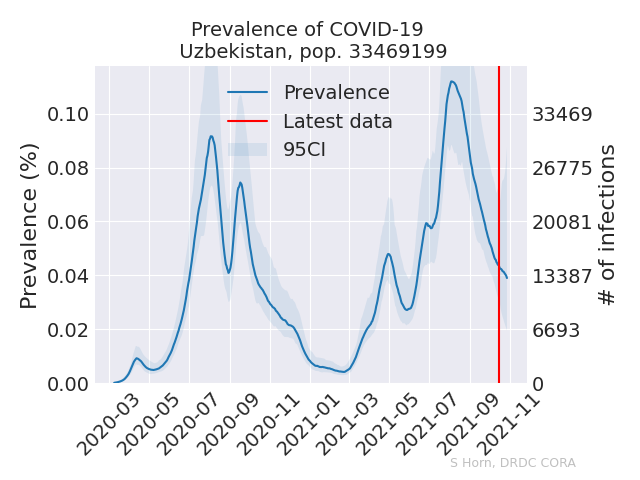 Prevalence of COVID-19
Uzbekistan, pop. 33469199
Prevalence
Latest data
95CI
Prevalence (%)
0.10
0.08
0.06
0.04
0.02
0.00
33469
26775
20081
13387
6693
0
# of infections
2020-03
2020-05
2020-07
2020-09
2020-11
2021-01
2021-03
2021-05
2021-07
2021-09
2021-11
S Horn, DRDC CORA